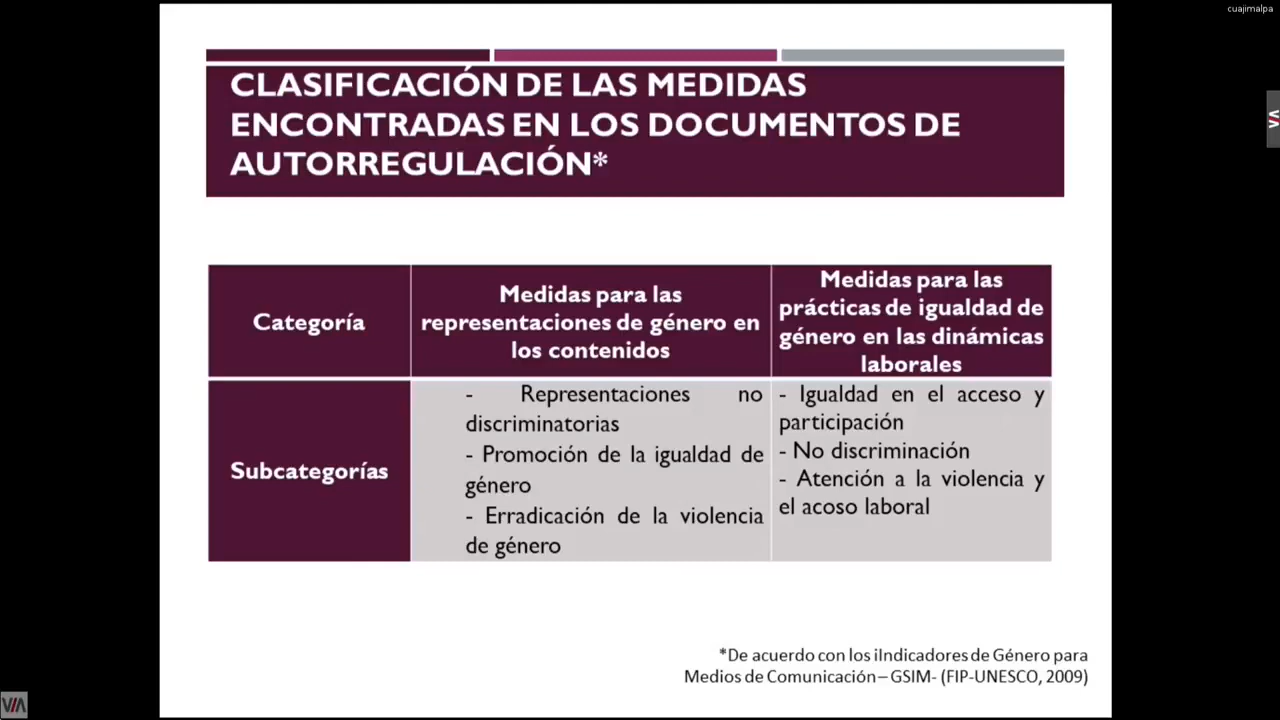 cuajimalpa
CLASIFICACIÓN DE LAS MEDIDAS
ENCONTRADAS EN LOS DOCUMENTOS DE
AUTORREGULACIÓN*
Categoría
Medidas para las
representaciones de género en
los contenidos
Medidas para las
prácticas de igualdad de
género en las dinámicas
laborales
Subcategorías
- Representaciones no
discriminatorias
- Promoción de la igualdad de
género
- Erradicación de la violencia
de género
- Igualdad en el acceso y
participación
- No discriminación
- Atención a la violencia y
el acoso laboral
*De acuerdo con los iIndicadores de Género para
Medios de Comunicación – GSIM- (FIP-UNESCO, 2009)
VIA